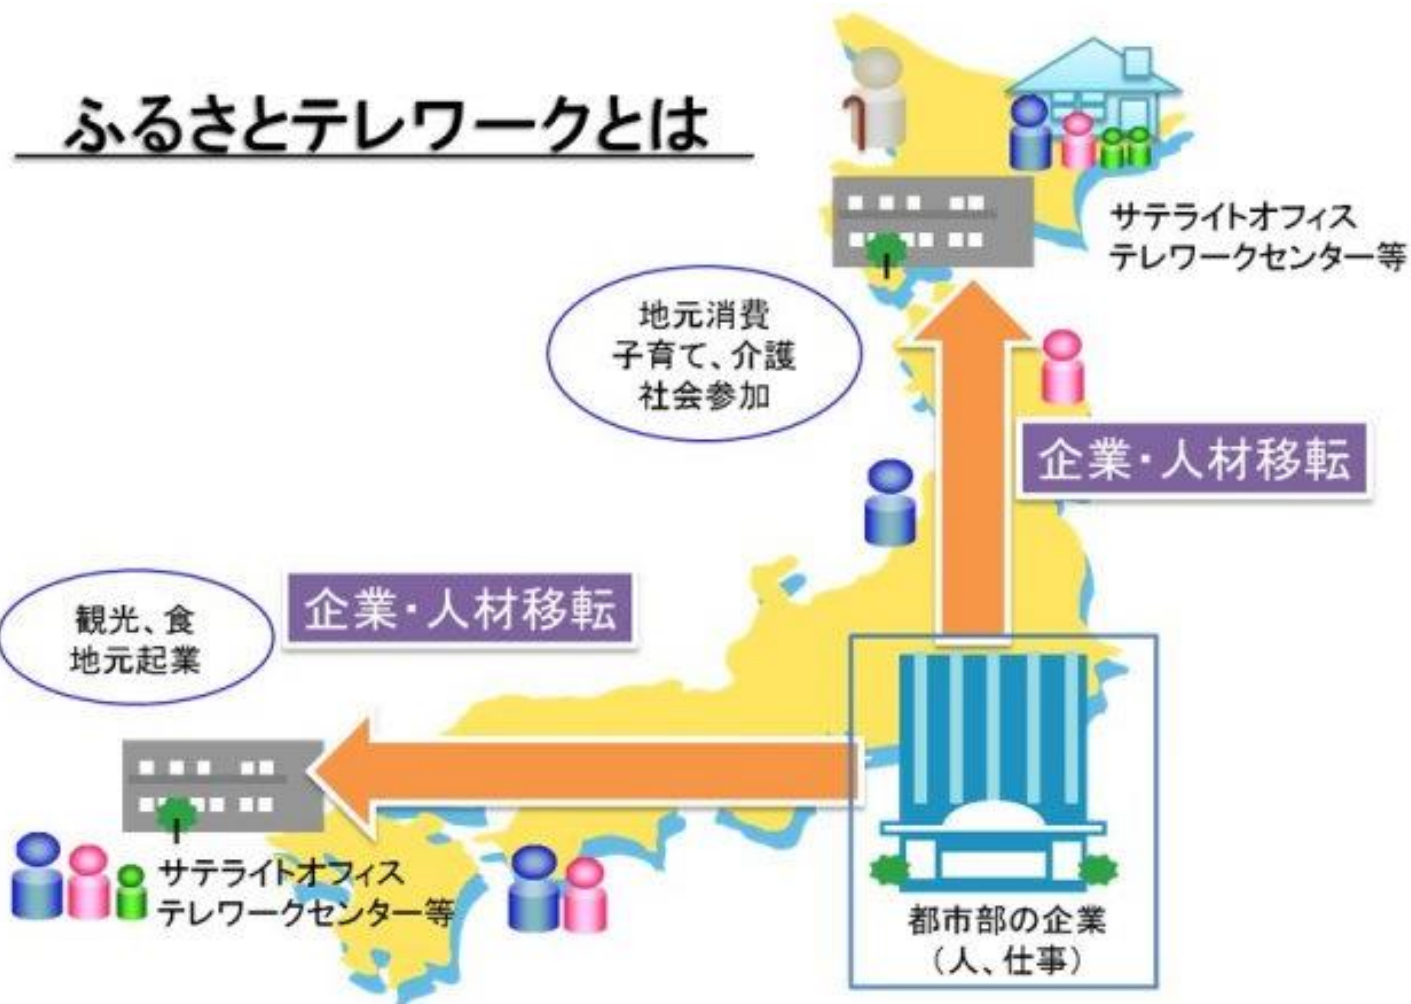 ふるさとテレワークとは
サテライトオフィス
テレワークセンター等
地元消費
子育て、介護
社会参加
企業・人材移転
観光、食
地元起業
企業・人材移転
サテライトオフィス
テレワークセンター等
都市部の企業
（人、仕事）